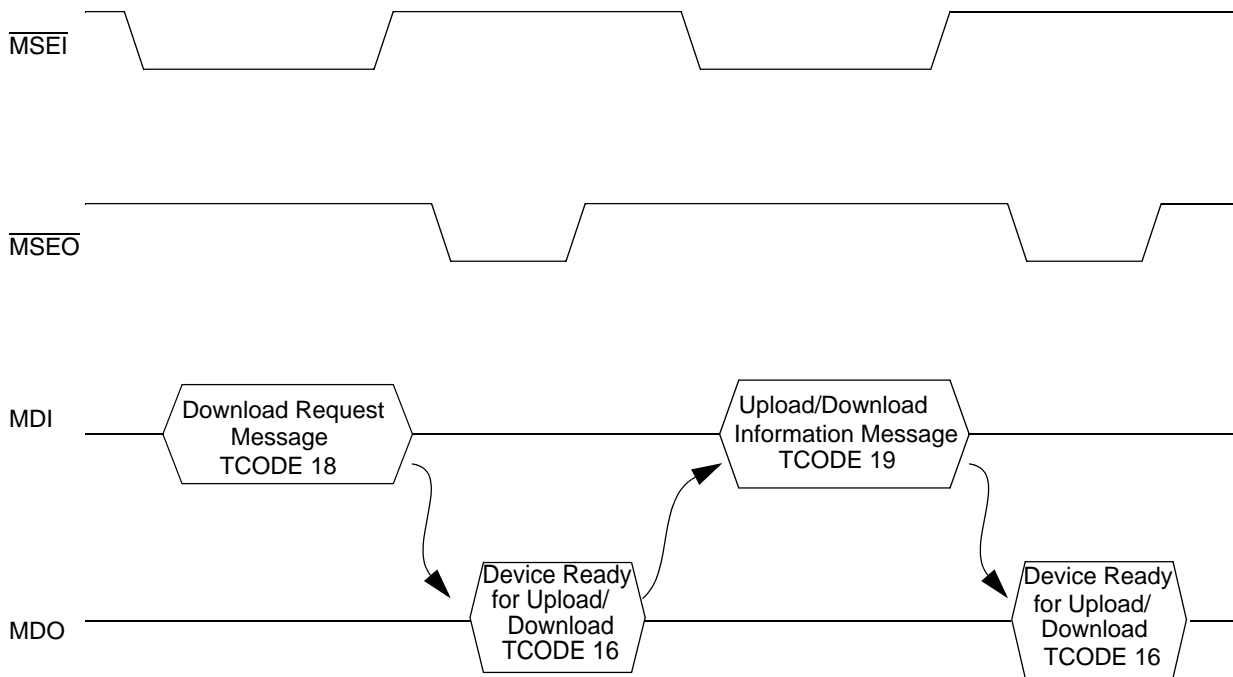 MSEI
MSEO
MDI
Download Request
Message
TCODE 18
Upload/Download
Information Message
TCODE 19
MDO
Device Ready
for Upload/
Download
TCODE 16
Device Ready
for Upload/
Download
TCODE 16